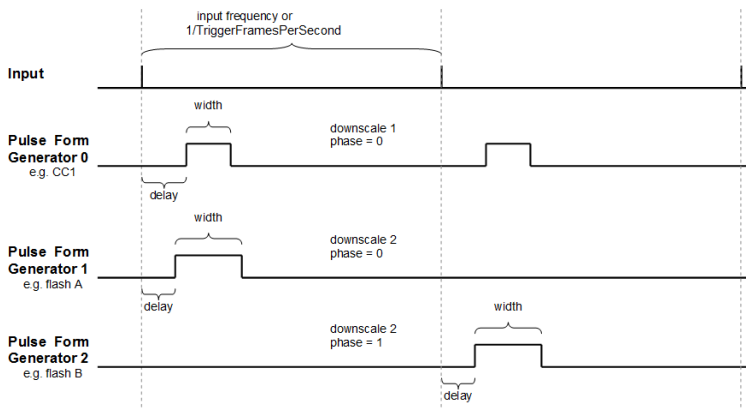 input frequency or
1/TriggerFramesPerSecond
Input
width
downscale 1
phase = 0
Pulse Form
Generator 0
e.g. CC1
delay
width
downscale 2
phase = 0
Pulse Form
Generator 1
e.g. flash A
delay
width
downscale 2
phase = 1
Pulse Form
Generator 2
e.g. flash B
delay